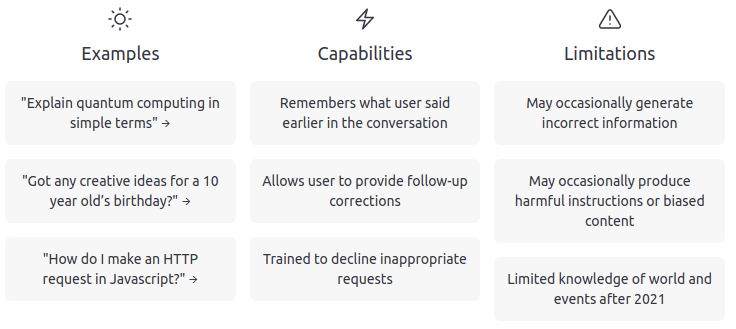 Examples
"Explain quantum computing in
simple terms" →
"Got any creative ideas for a 10
year old’s birthday?" →
"How do I make an HTTP
request in Javascript?" →
Capabilities
Remembers what user said
earlier in the conversation
Allows user to provide follow-up
corrections
Trained to decline inappropriate
requests
Limitations
May occasionally generate
incorrect information
May occasionally produce
harmful instructions or biased
content
Limited knowledge of world and
events after 2021